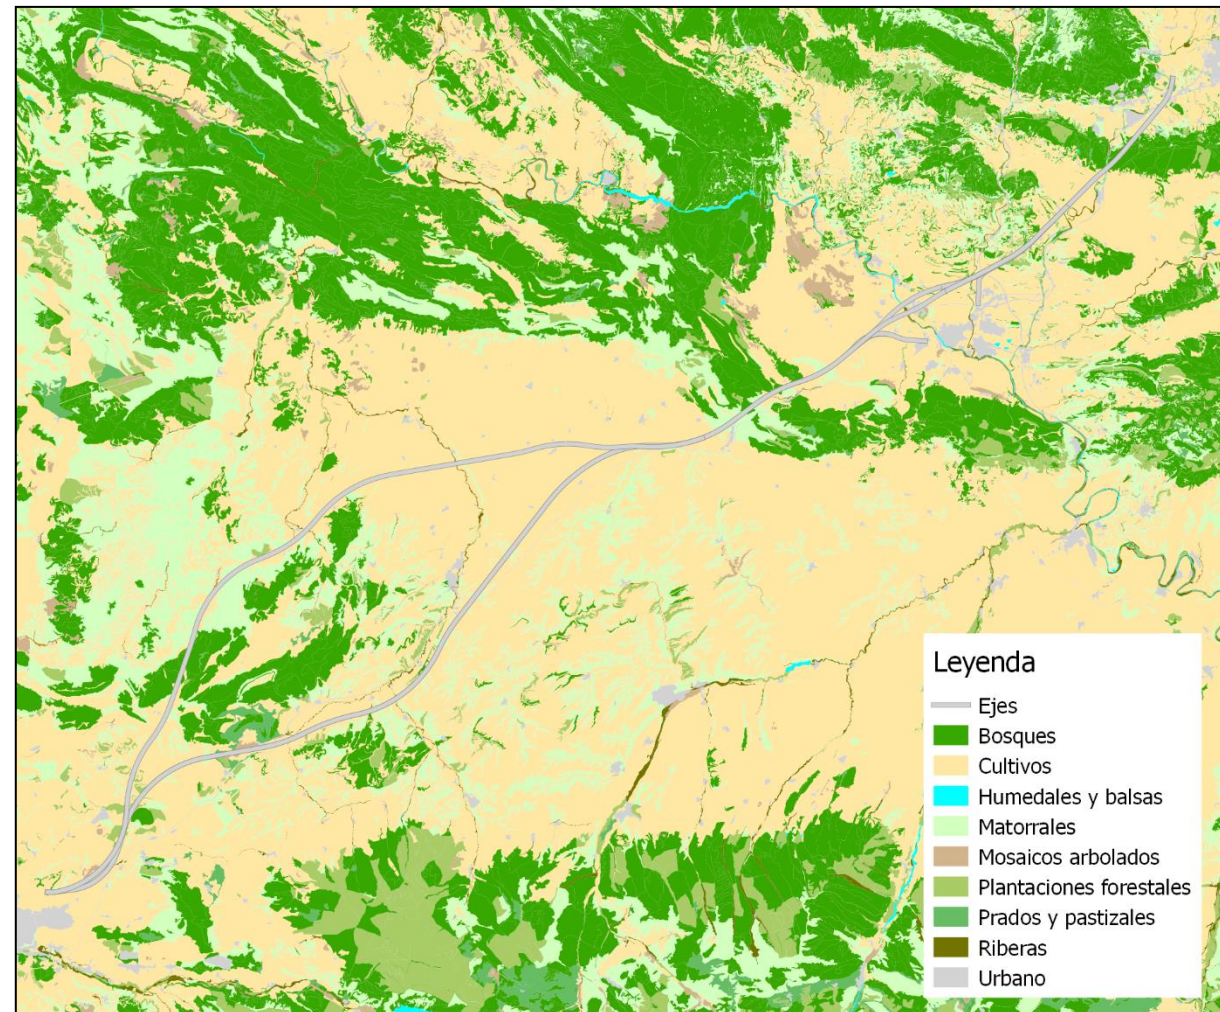 Leyenda
Ejes
Bosques
Cultivos
Humedales y balsas
Matorrales
Mosaicos arbolados
Plantaciones forestales
Prados y pastizales
Riberas
Urbano